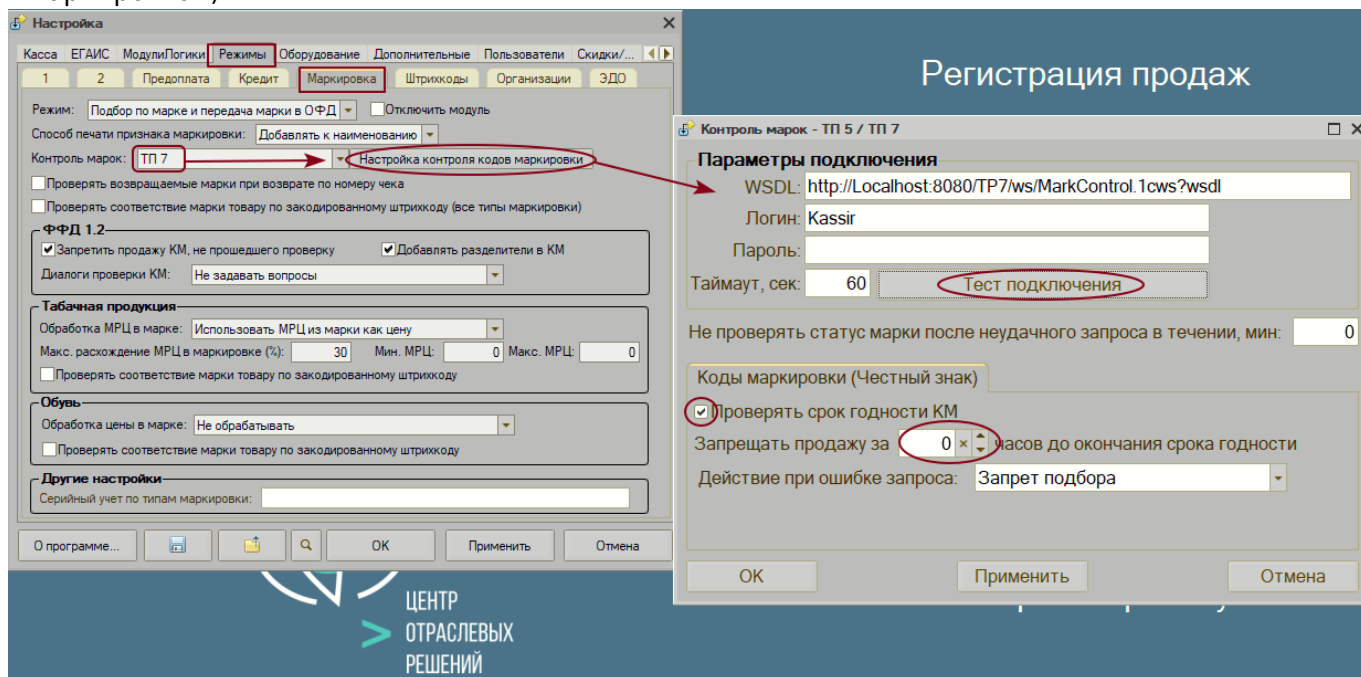 Настройка
Касса ЕГАИС МодулиЛогики Режимы Оборудование Дополнительные Пользователи Скидки/...
1 2 Предоплата Кредит Маркировка Штрихкоды Организации ЭДО
Режим: Подбор по марке и передача марки в ОФД Отключить модуль
Способ печати признака маркировки: Добавлять к наименованию
Контроль марок: ТП 7 Настройка контроля кодов маркировки
Проверять возвращаемые марки при возврате по номеру чека
Проверять соответствие марки товару по закодированному штрихкоду (все типы маркировки)
ФФД 1.2
Запретить продажу КМ, не прошедшего проверку Добавлять разделители в КМ
Диалоги проверки КМ: Не задавать вопросы
Табачная продукция
Обработка МРЦ в марке: Использовать МРЦ из марки как цену
Макс. расхождение МРЦ в маркировке (%): 30 Мин. МРЦ: 0 Макс. МРЦ: 0
Проверять соответствие марки товару по закодированному штрихкоду
Обувь
Обработка цены в марке: Не обрабатывать
Проверять соответствие марки товару по закодированному штрихкоду
Другие настройки
Серийный учет по типам маркировки:
О программе... ОК Применить Отмена
Регистрация продаж
Контроль марок - ТП 5 / ТП 7
Параметры подключения
WSDL: http://Localhost:8080/TP7/ws/MarkControl.1cws?wsdl
Логин: Kassir
Пароль:
Таймаут, сек: 60 Тест подключения
Не проверять статус марки после неудачного запроса в течении, мин: 0
Коды маркировки (Честный знак)
Проверять срок годности КМ
Запрещать продажу за 0 часов до окончания срока годности
Действие при ошибке запроса: Запрет подбора
ОК Применить Отмена
ЦЕНТР
ОТРАСЛЕВЫХ
РЕШЕНИЙ